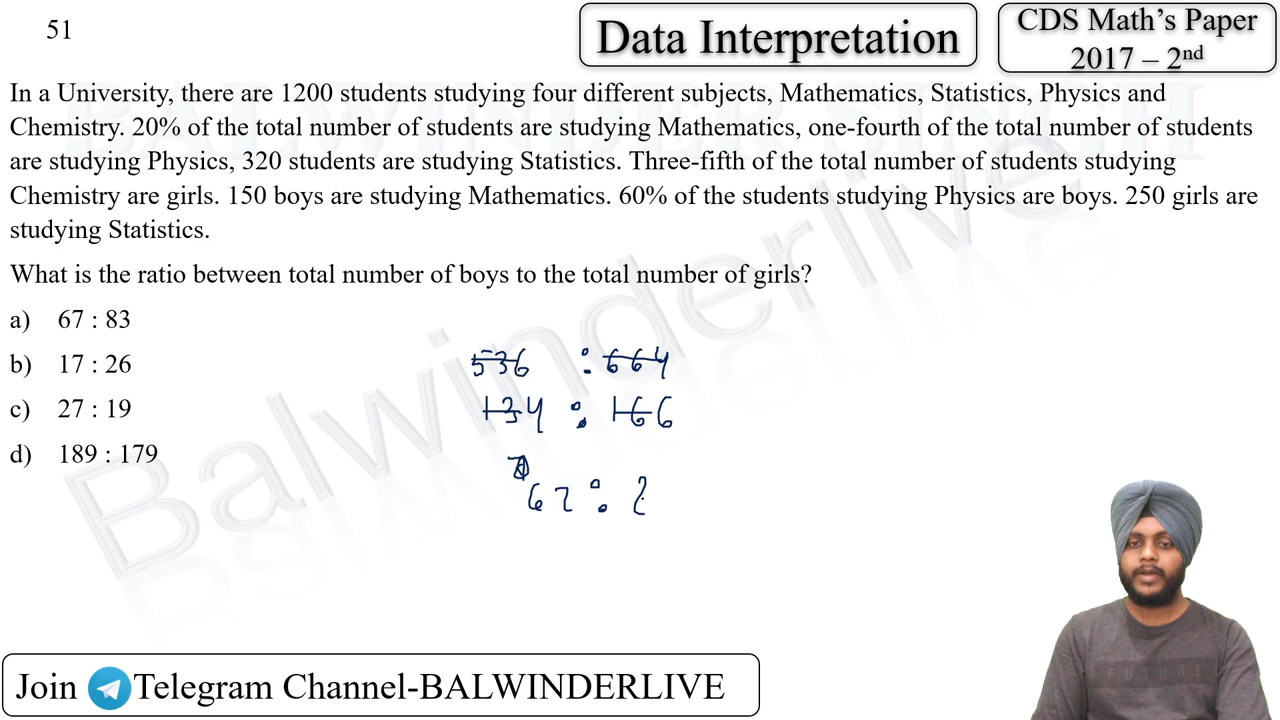 51
Data Interpretation
CDS Math's Paper
2017 – 2nd
In a University, there are 1200 students studying four different subjects, Mathematics, Statistics, Physics and
Chemistry. 20% of the total number of students are studying Mathematics, one-fourth of the total number of students
are studying Physics, 320 students are studying Statistics. Three-fifth of the total number of students studying
Chemistry are girls. 150 boys are studying Mathematics. 60% of the students studying Physics are boys. 250 girls are
studying Statistics.
What is the ratio between total number of boys to the total number of girls?
a) 67 : 83
b) 17 : 26
c) 27 : 19
d) 189 : 179
536 : 664
134 : 166
67 :
Balwinderlive
FUTURE
Join Telegram Channel-BALWINDERLIVE